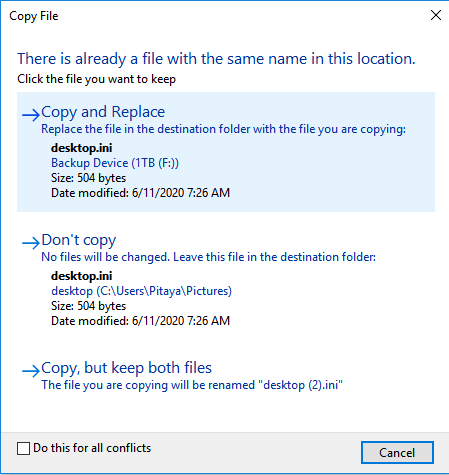 Copy File
There is already a file with the same name in this location.
Click the file you want to keep
Copy and Replace
Replace the file in the destination folder with the file you are copying:
desktop.ini
Backup Device (1TB (F:))
Size: 504 bytes
Date modified: 6/11/2020 7:26 AM
Don't copy
No files will be changed. Leave this file in the destination folder:
desktop.ini
desktop (C:\Users\Pitaya\Pictures)
Size: 504 bytes
Date modified: 6/11/2020 7:26 AM
Copy, but keep both files
The file you are copying will be renamed "desktop (2).ini"
Do this for all conflicts
Cancel